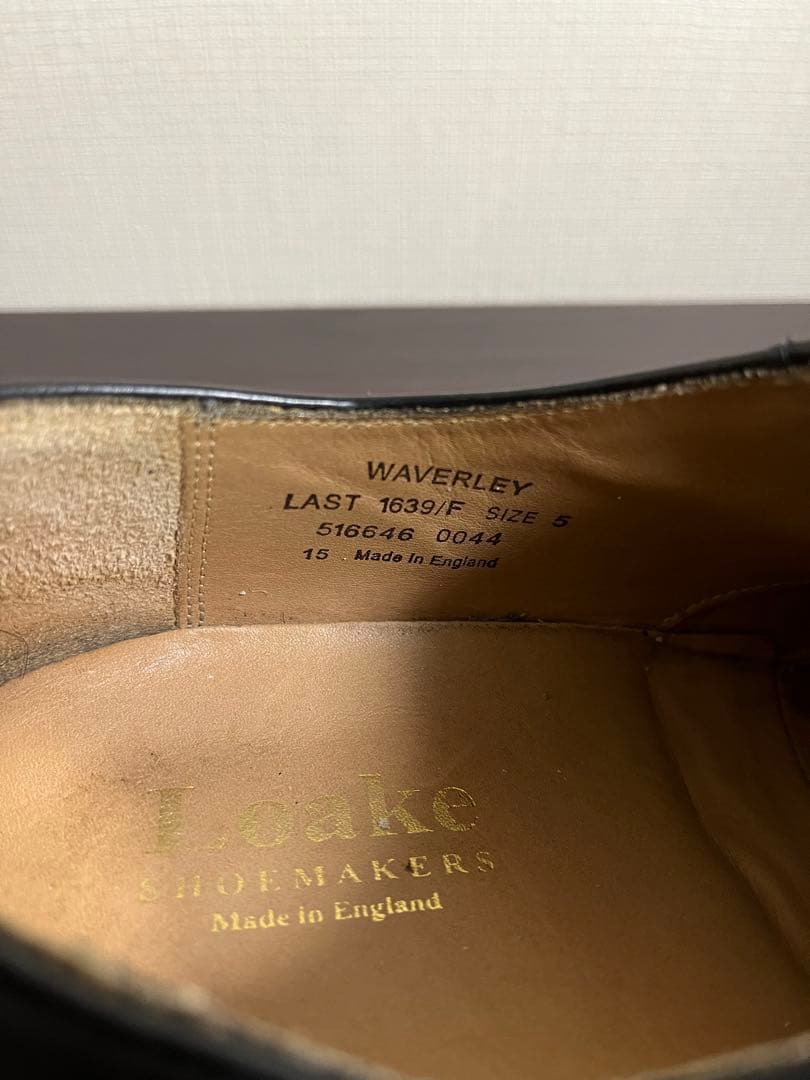 WAVERLEY
LAST 1639/F SIZE 5
516646 0044
15 Made in England
Loake
SHOEMAKERS
Made in England